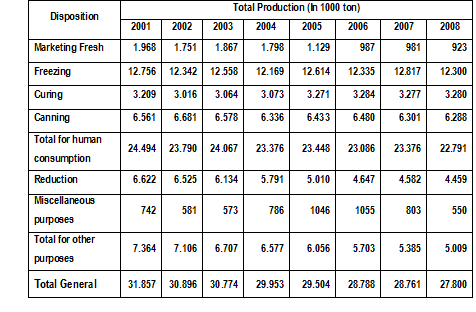 Disposition Total Production (In 1000 ton)
2001 2002 2003 2004 2005 2006 2007 2008
Marketing Fresh 1.968 1.751 1.867 1.798 1.129 987 981 923
Freezing 12.756 12.342 12.558 12.169 12.614 12.335 12.817 12.300
Curing 3.209 3.016 3.064 3.073 3.271 3.284 3.277 3.280
Canning 6.561 6.681 6.578 6.336 6.433 6.480 6.301 6.288
Total for human
consumption 24.494 23.790 24.067 23.376 23.448 23.086 23.376 22.791
Reduction 6.622 6.525 6.134 5.791 5.010 4.647 4.582 4.459
Miscellaneous
purposes 742 581 573 786 1046 1055 803 550
Total for other
purposes 7.364 7.106 6.707 6.577 6.056 5.703 5.385 5.009
Total General 31.857 30.896 30.774 29.953 29.504 28.788 28.761 27.800